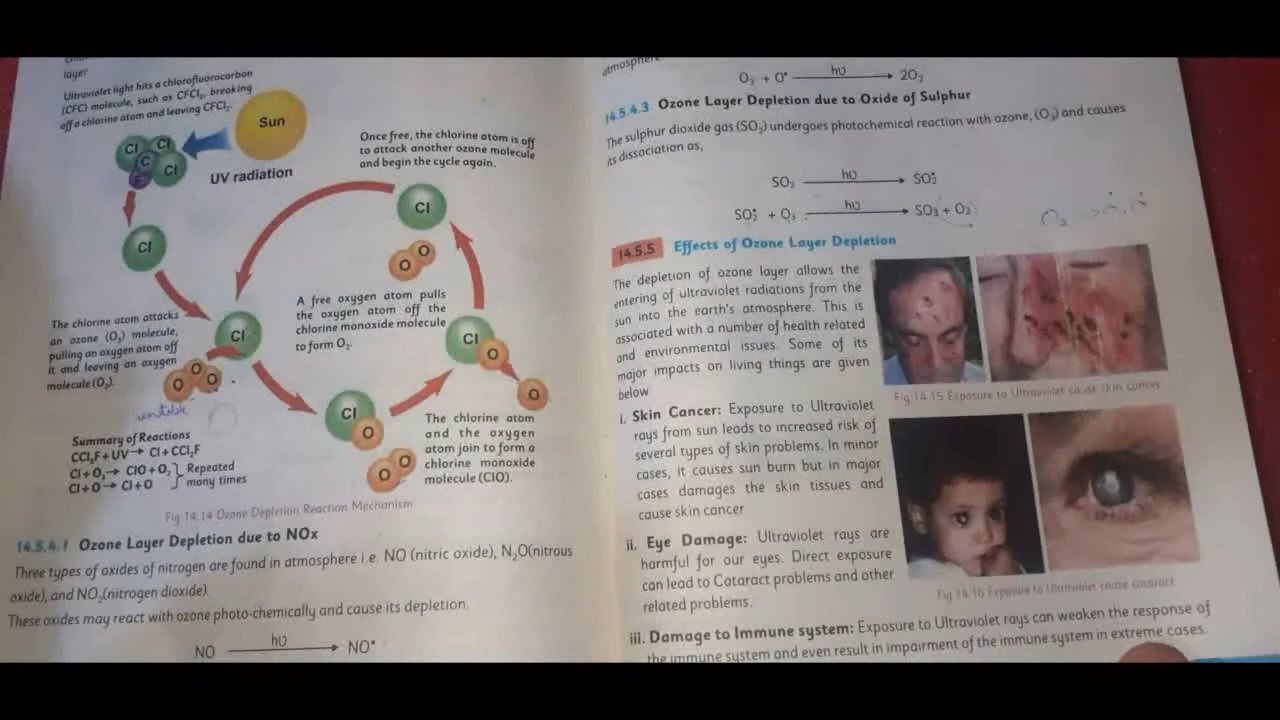 layer
Ultraviolet light hits a chlorofluorocarbon
(CFC) molecule, such as CFCl₃, breaking
off a chlorine atom and leaving CFCl₂.
Sun
UV radiation
Cl
Cl
C
Cl
F
Once free, the chlorine atom is off
to attack another ozone molecule
and begin the cycle again.
Cl
Cl
O
O
The chlorine atom attacks
an ozone (O₃) molecule,
pulling an oxygen atom off
it and leaving an oxygen
molecule (O₂).
Cl
O
O
O
A free oxygen atom pulls
the oxygen atom off the
chlorine monoxide molecule
to form O₂.
Cl
O
O
Cl
O
O
O
The chlorine atom
and the oxygen
atom join to form a
chlorine monoxide
molecule (ClO).
Summary of Reactions
CCl₃F + UV → Cl + CCl₂F
Cl + O₃ → ClO + O₂ } Repeated
Cl + O → Cl + O } many times
Fig 14.14 Ozone Depletion Reaction Mechanism
14.5.4.1 Ozone Layer Depletion due to NOx
Three types of oxides of nitrogen are found in atmosphere i.e. NO (nitric oxide), N₂O(nitrous
oxide), and NO₂(nitrogen dioxide).
These oxides may react with ozone photo-chemically and cause its depletion.
NO hυ → NO*
atmosphere
O₃ + O* hυ → 2O₂
14.5.4.3 Ozone Layer Depletion due to Oxide of Sulphur
The sulphur dioxide gas (SO₂) undergoes photochemical reaction with ozone, (O₃) and causes
its dissociation as,
SO₂ hυ → SO₂*
SO₂* + O₃ hυ → SO₃ + O₂
14.5.5 Effects of Ozone Layer Depletion
The depletion of ozone layer allows the
entering of ultraviolet radiations from the
sun into the earth's atmosphere. This is
associated with a number of health related
and environmental issues. Some of its
major impacts on living things are given
below
Fig 14.15 Exposure to Ultraviolet cause skin cancer
i. Skin Cancer: Exposure to Ultraviolet
rays from sun leads to increased risk of
several types of skin problems. In minor
cases, it causes sun burn but in major
cases damages the skin tissues and
cause skin cancer
ii. Eye Damage: Ultraviolet rays are
harmful for our eyes. Direct exposure
can lead to Cataract problems and other
related problems.
Fig 14.16 Exposure to Ultraviolet cause cataract
iii. Damage to Immune system: Exposure to Ultraviolet rays can weaken the response of
the immune system and even result in impairment of the immune system in extreme cases.